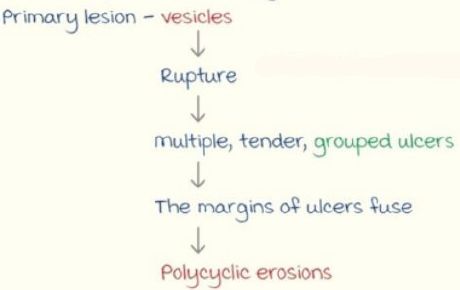 Primary lesion - vesicles
Rupture
multiple, tender, grouped ulcers
The margins of ulcers fuse
Polycyclic erosions